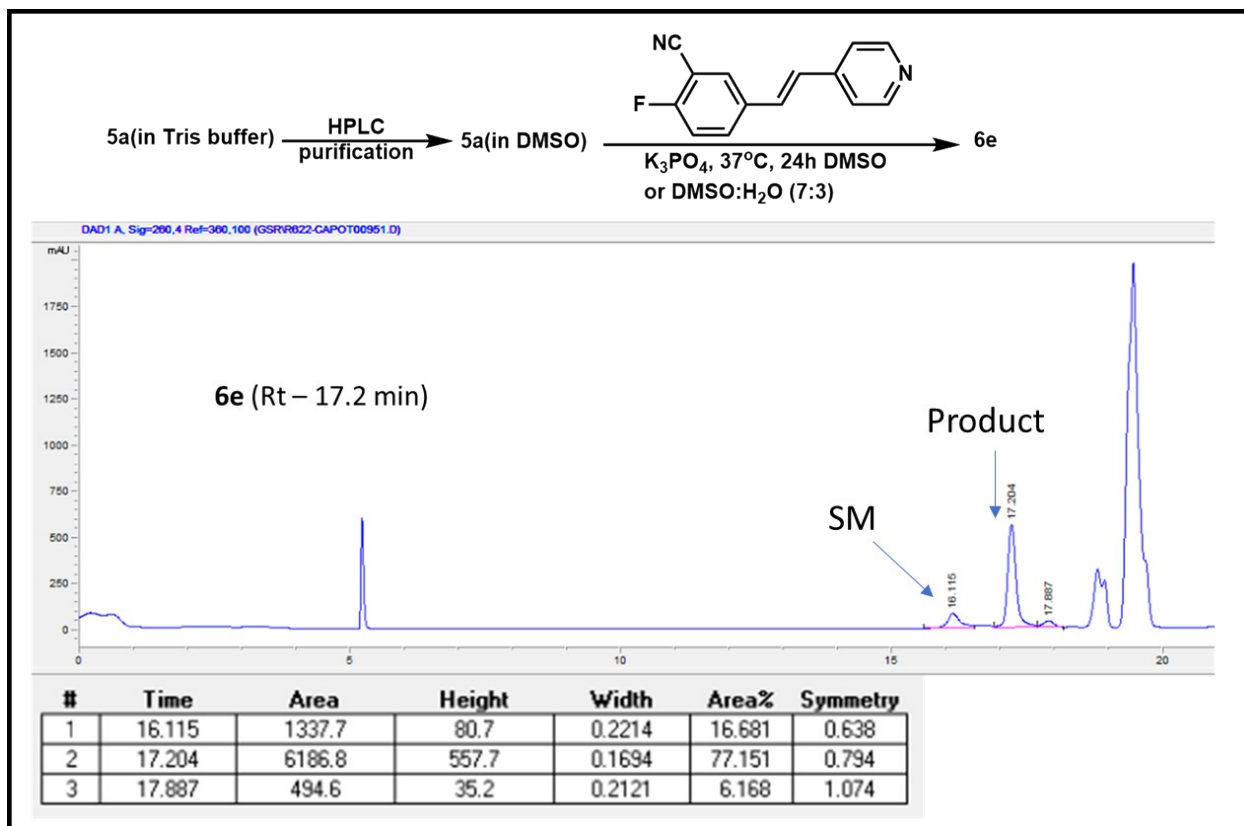 NC
N
F
5a(in Tris buffer) HPLC purification 5a(in DMSO) K₃PO₄, 37°C, 24h DMSO or DMSO:H₂O (7:3) 6e
DAD1 A, Sig=260,4 Ref=360,100 (GSR\R622-CAPOT00951.D)
mAU
1750
1500
1250
1000
750
500
250
0
6e (Rt – 17.2 min)
Product
SM
16.115
17.204
17.887
0 5 10 15 20
# Time Area Height Width Area% Symmetry
1 16.115 1337.7 80.7 0.2214 16.681 0.638
2 17.204 6186.8 557.7 0.1694 77.151 0.794
3 17.887 494.6 35.2 0.2121 6.168 1.074